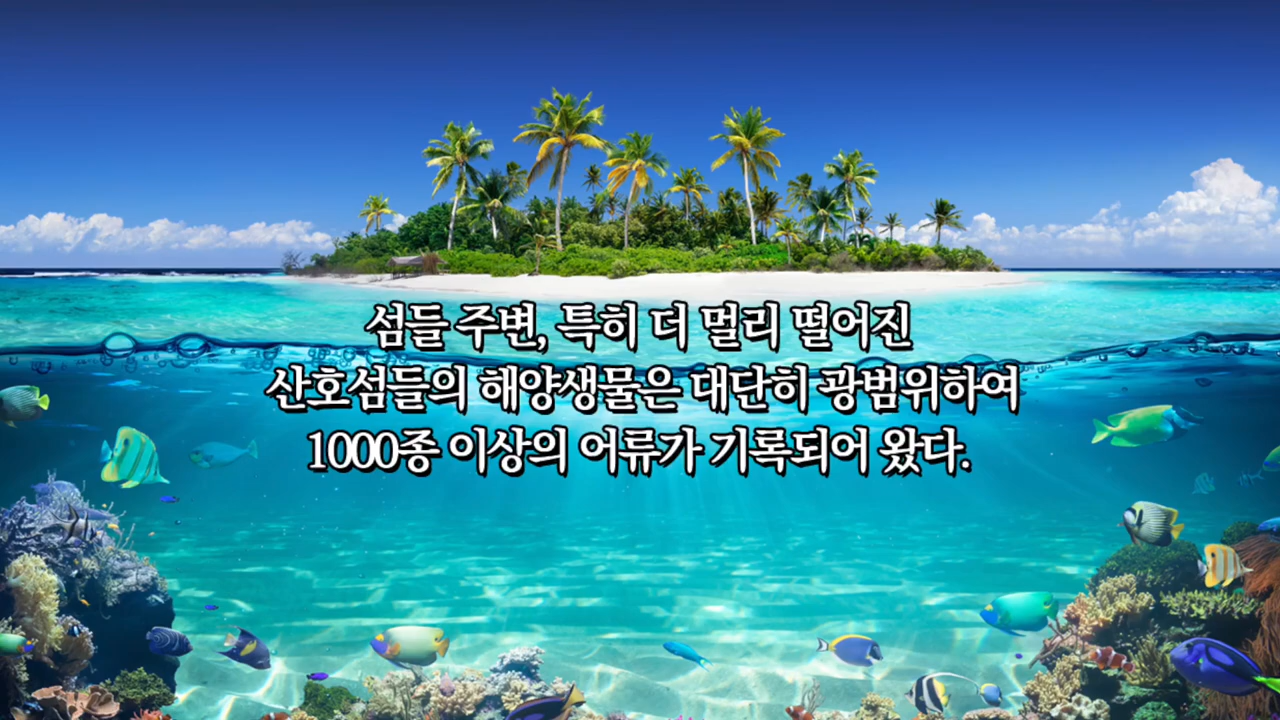 섬들 주변, 특히 더 멀리 떨어진
산호섬들의 해양생물은 대단히 광범위하여
1000종 이상의 어류가 기록되어 왔다.